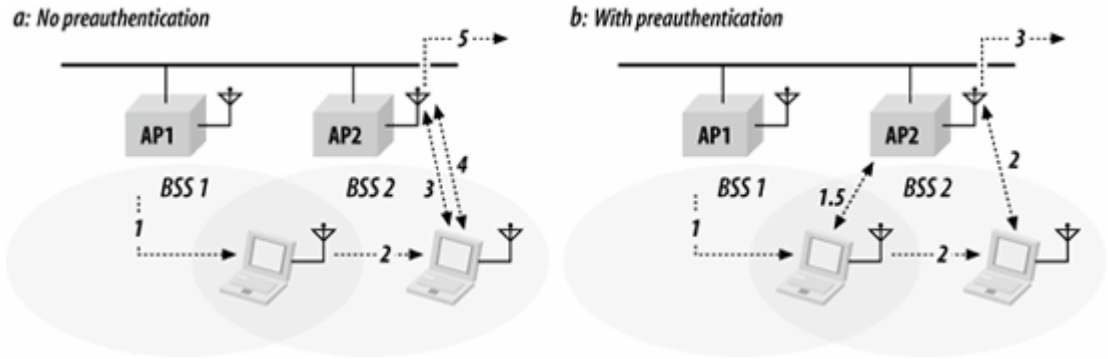 a: No preauthentication
5
AP1
AP2
BSS 1
BSS 2
3
4
1
2
b: With preauthentication
3
AP1
AP2
BSS 1
BSS 2
1.5
2
1
2